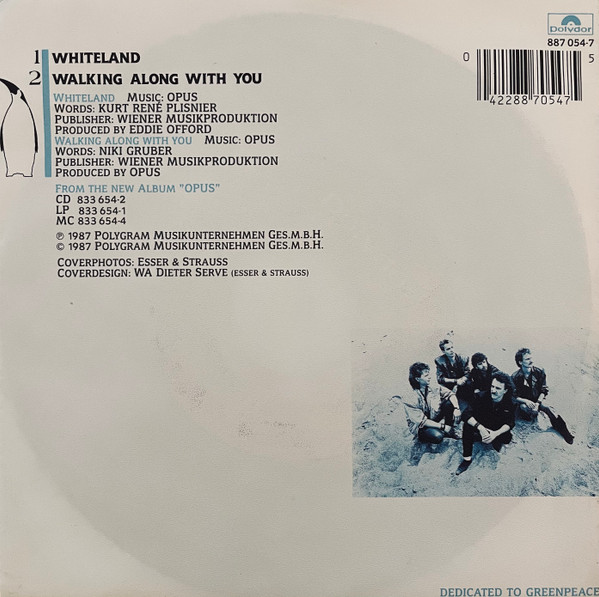 1 WHITELAND
2 WALKING ALONG WITH YOU
WHITELAND MUSIC: OPUS
WORDS: KURT RENÉ PLISNIER
PUBLISHER: WIENER MUSIKPRODUKTION
PRODUCED BY EDDIE OFFORD
WALKING ALONG WITH YOU MUSIC: OPUS
WORDS: NIKI GRUBER
PUBLISHER: WIENER MUSIKPRODUKTION
PRODUCED BY OPUS
FROM THE NEW ALBUM "OPUS"
CD 833 654-2
LP 833 654-1
MC 833 654-4
℗ 1987 POLYGRAM MUSIKUNTERNEHMEN GES.M.B.H.
© 1987 POLYGRAM MUSIKUNTERNEHMEN GES.M.B.H.
COVERPHOTOS: ESSER & STRAUSS
COVERDESIGN: WA DIETER SERVE (ESSER & STRAUSS)
Polydor
887 054-7
0 42288 70547 5
DEDICATED TO GREENPEACE